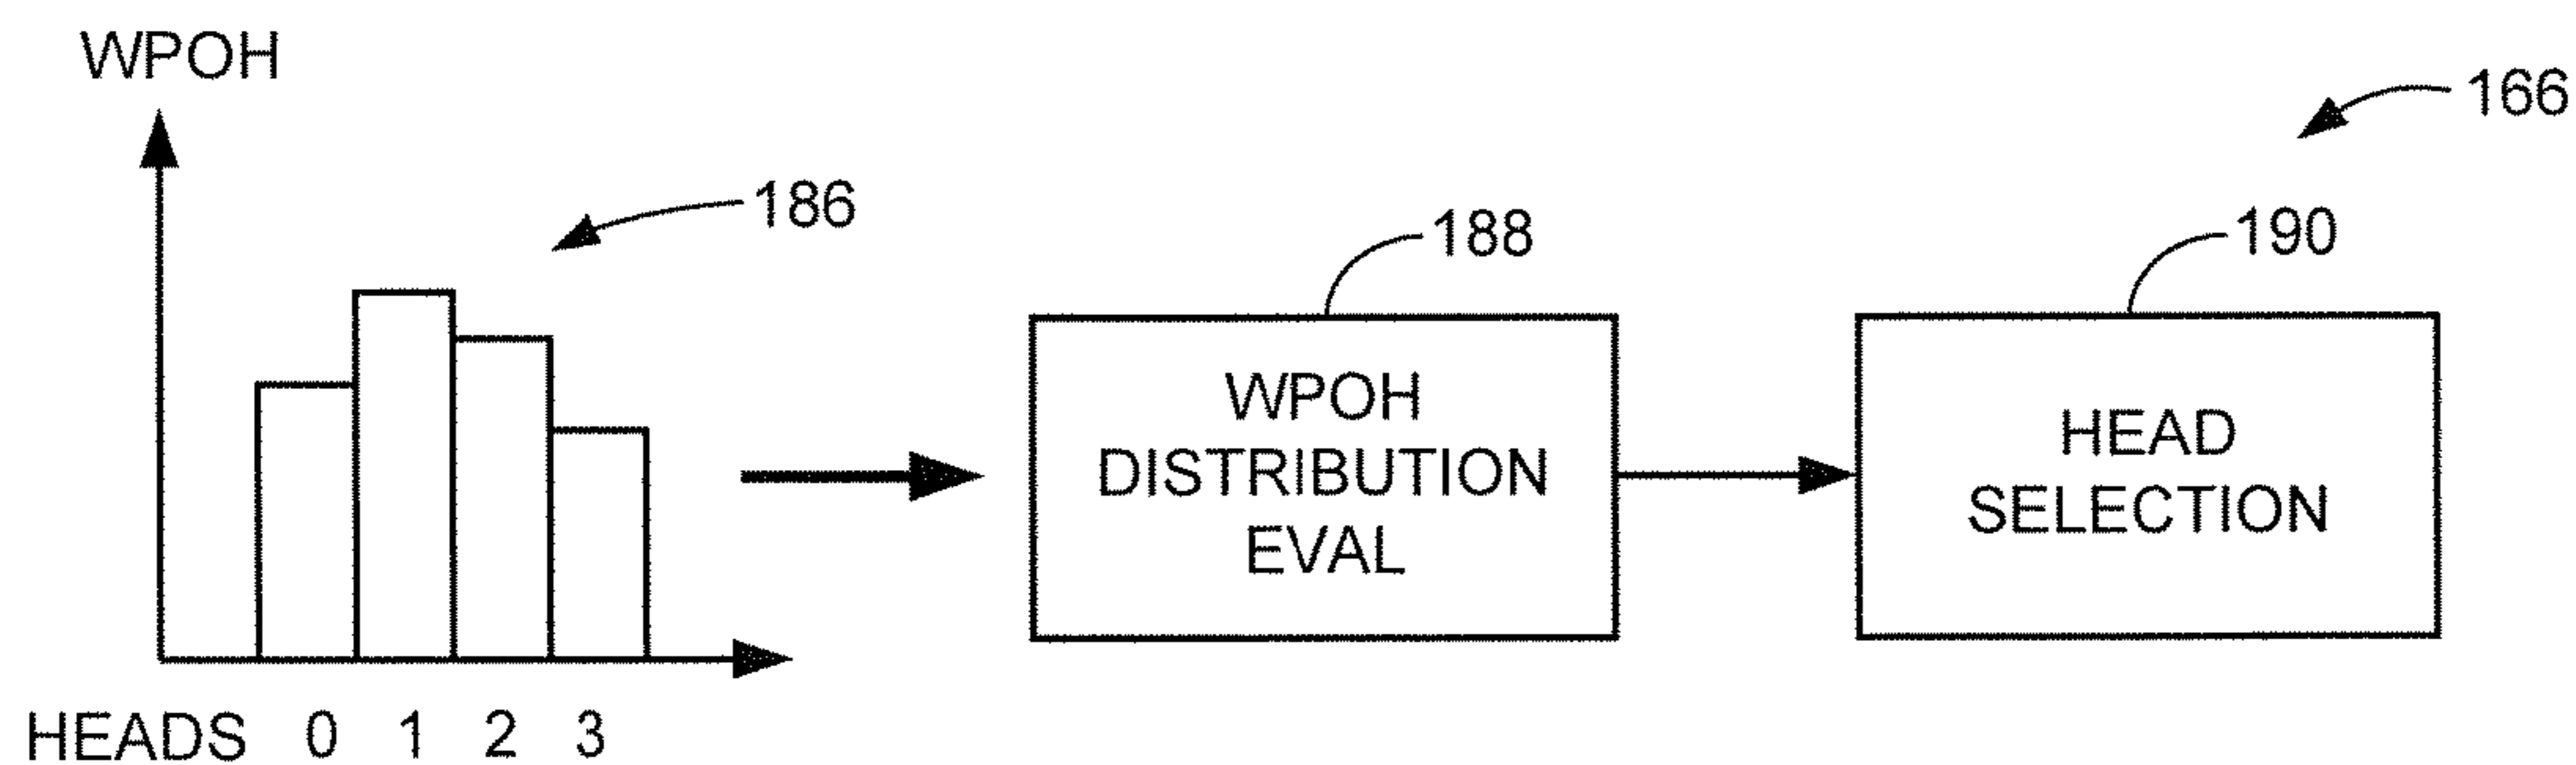 WPOH
166
186
188
190
WPOH
DISTRIBUTION
EVAL
HEAD
SELECTION
HEADS 0 1 2 3